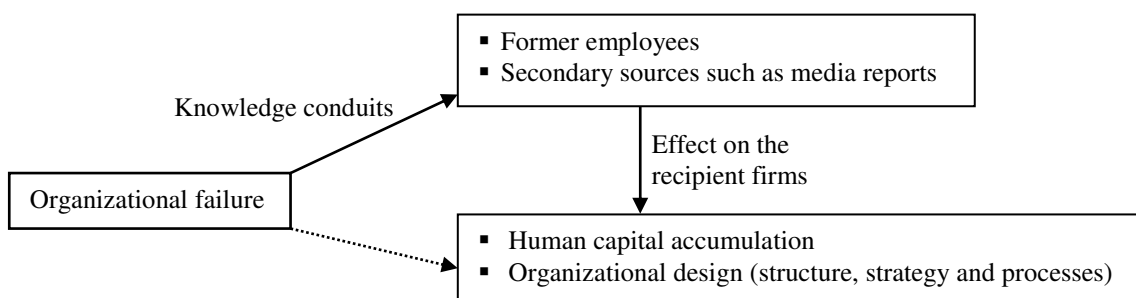 ▪ Former employees
▪ Secondary sources such as media reports
Knowledge conduits
Effect on the
recipient firms
Organizational failure
▪ Human capital accumulation
▪ Organizational design (structure, strategy and processes)